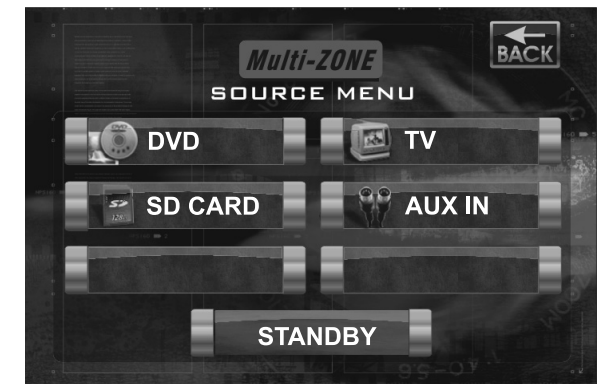 BACK
Multi-ZONE
SOURCE MENU
DVD
TV
SD CARD
AUX IN
STANDBY